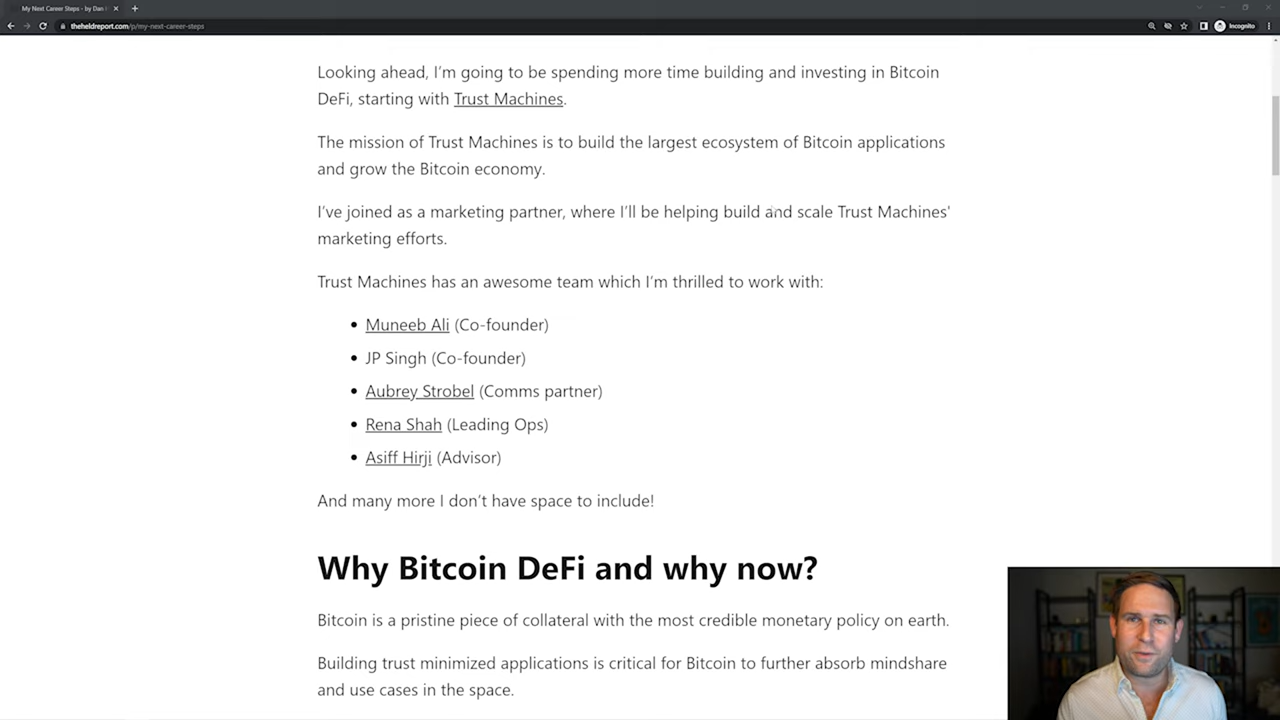 My Next Career Steps - by Dan
theheldreport.com/p/my-next-career-steps
Incognito
Looking ahead, I'm going to be spending more time building and investing in Bitcoin
DeFi, starting with Trust Machines.
The mission of Trust Machines is to build the largest ecosystem of Bitcoin applications
and grow the Bitcoin economy.
I've joined as a marketing partner, where I'll be helping build and scale Trust Machines'
marketing efforts.
Trust Machines has an awesome team which I'm thrilled to work with:
• Muneeb Ali (Co-founder)
• JP Singh (Co-founder)
• Aubrey Strobel (Comms partner)
• Rena Shah (Leading Ops)
• Asiff Hirji (Advisor)
And many more I don't have space to include!
Why Bitcoin DeFi and why now?
Bitcoin is a pristine piece of collateral with the most credible monetary policy on earth.
Building trust minimized applications is critical for Bitcoin to further absorb mindshare
and use cases in the space.